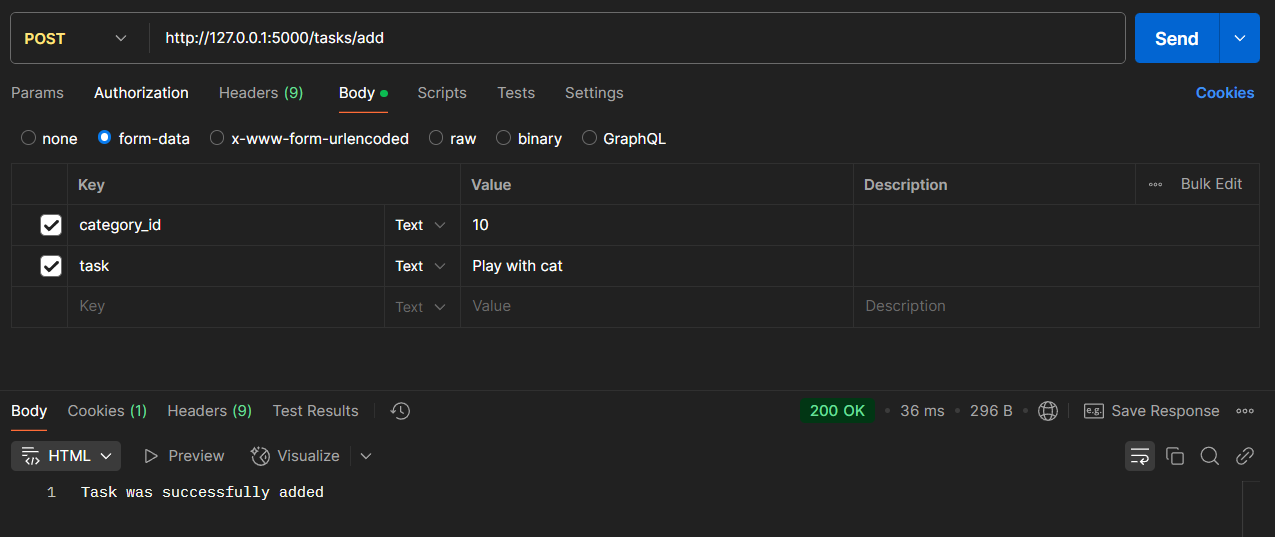 POST http://127.0.0.1:5000/tasks/add Send
Params Authorization Headers (9) Body Scripts Tests Settings Cookies
none form-data x-www-form-urlencoded raw binary GraphQL
Key Value Description Bulk Edit
category_id Text 10
task Text Play with cat
Key Text Value Description
Body Cookies (1) Headers (9) Test Results 200 OK 36 ms 296 B e.g. Save Response
HTML Preview Visualize
1 Task was successfully added